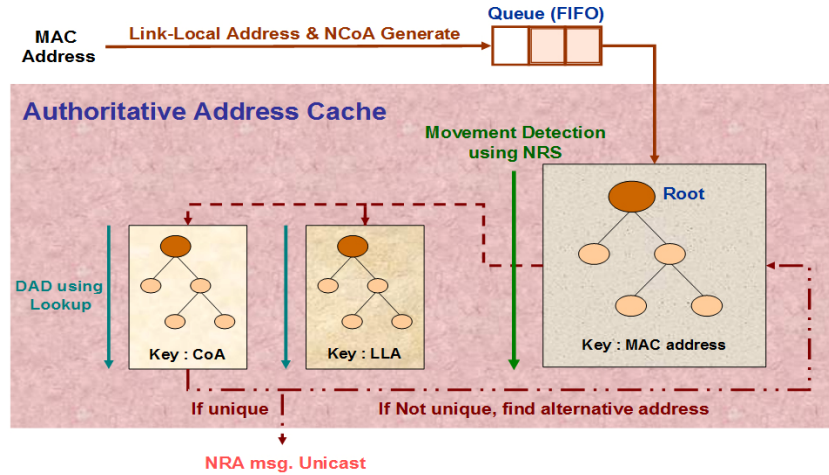 Queue (FIFO)
MAC
Address
Link-Local Address & NCoA Generate
Authoritative Address Cache
Movement Detection
using NRS
Root
DAD using
Lookup
Key : CoA
Key : LLA
Key : MAC address
If unique
If Not unique, find alternative address
NRA msg. Unicast